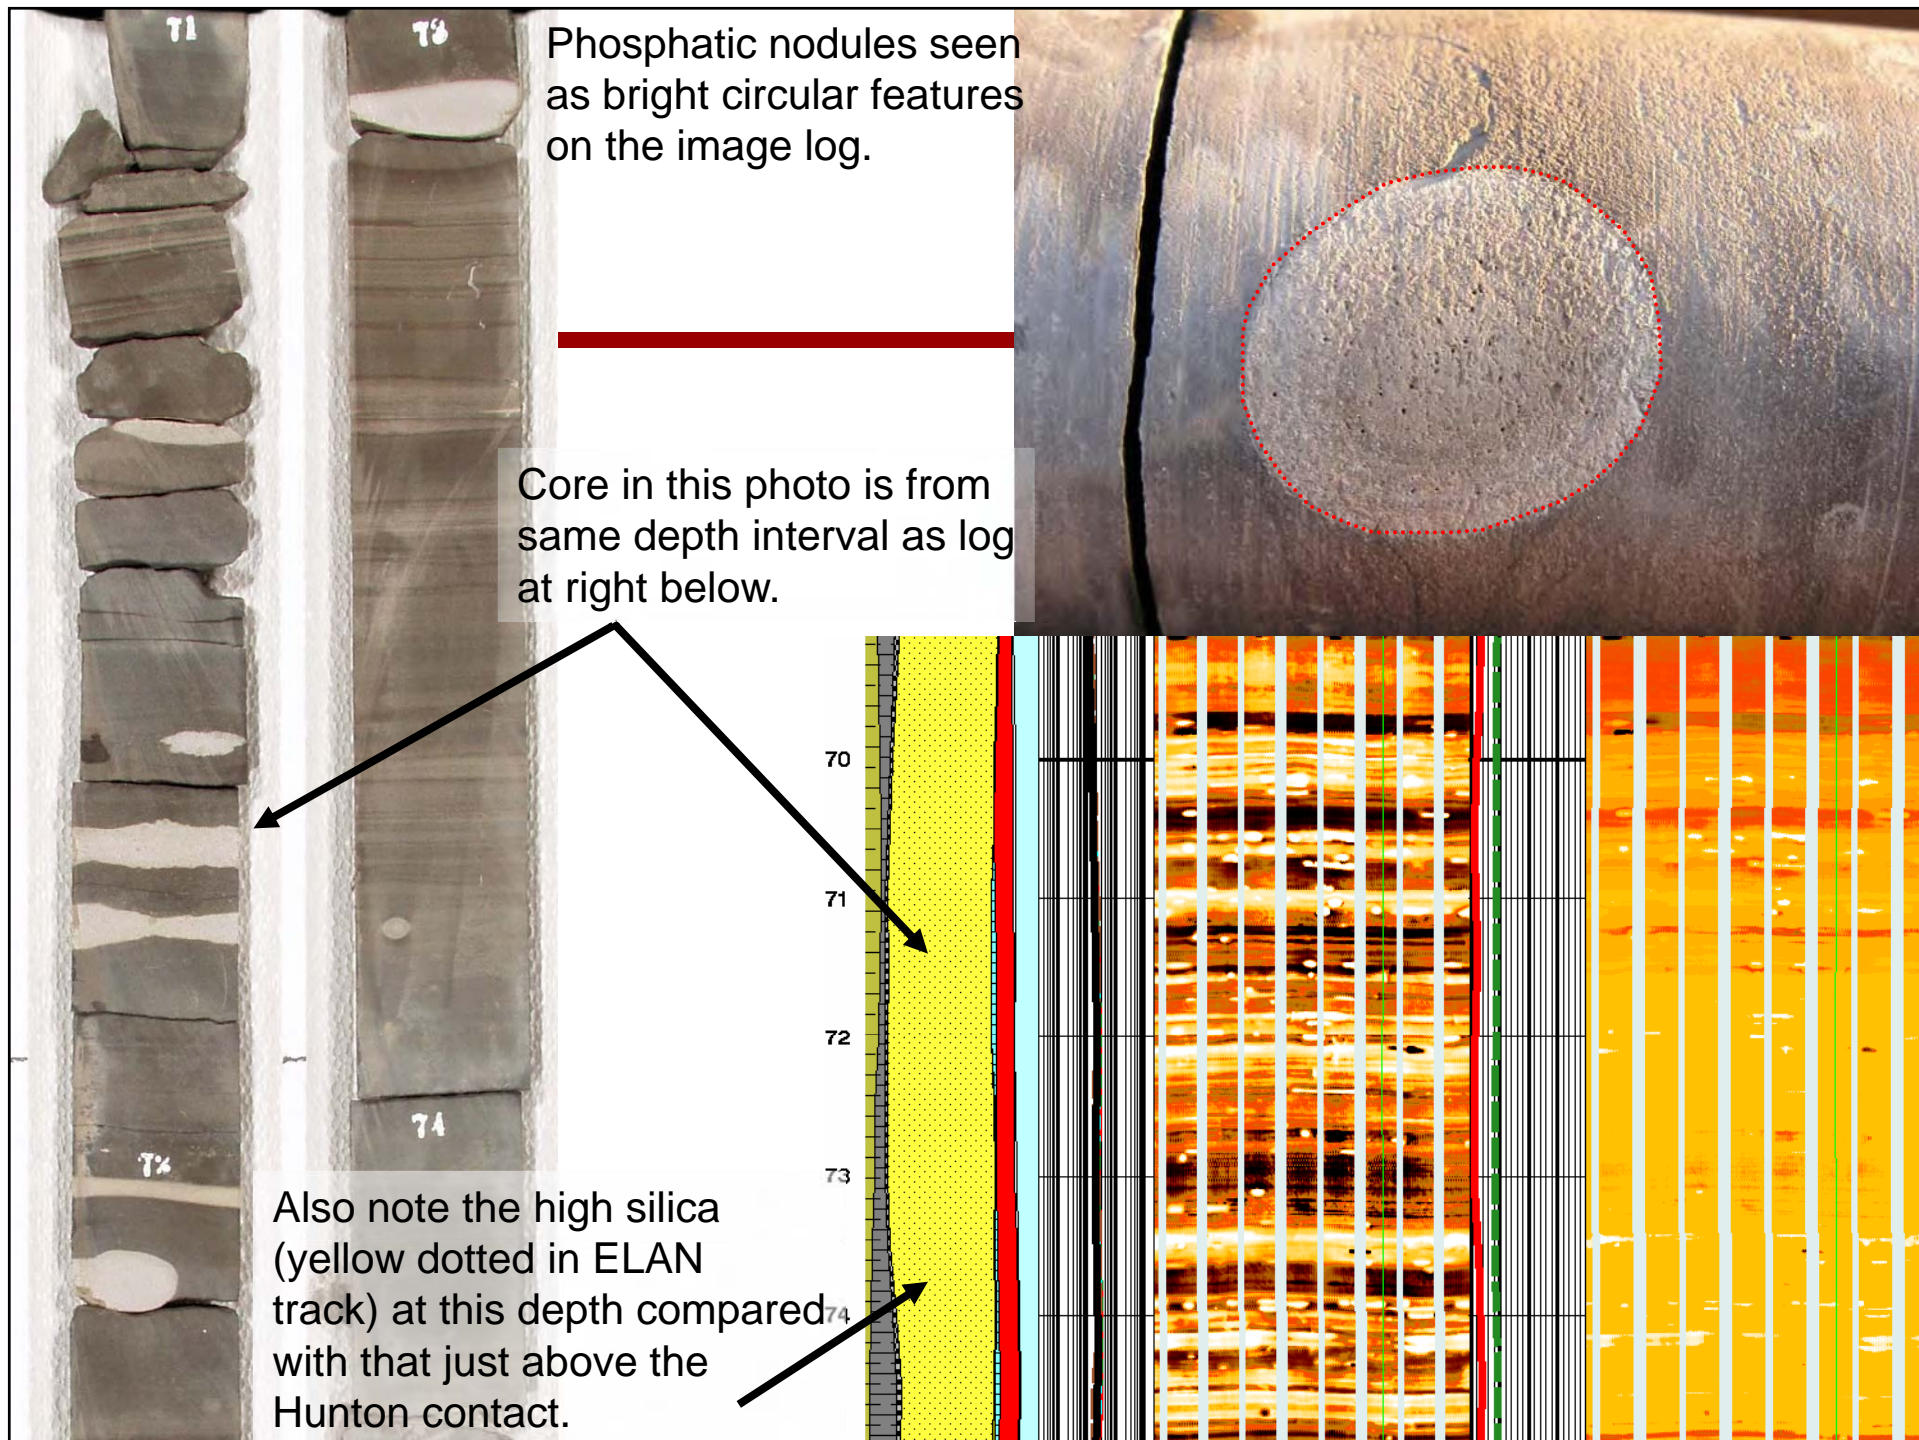 71
73
Phosphatic nodules seen
as bright circular features
on the image log.
Core in this photo is from
same depth interval as log
at right below.
70
71
72
73
74
74
72
Also note the high silica
(yellow dotted in ELAN
track) at this depth compared
with that just above the
Hunton contact.